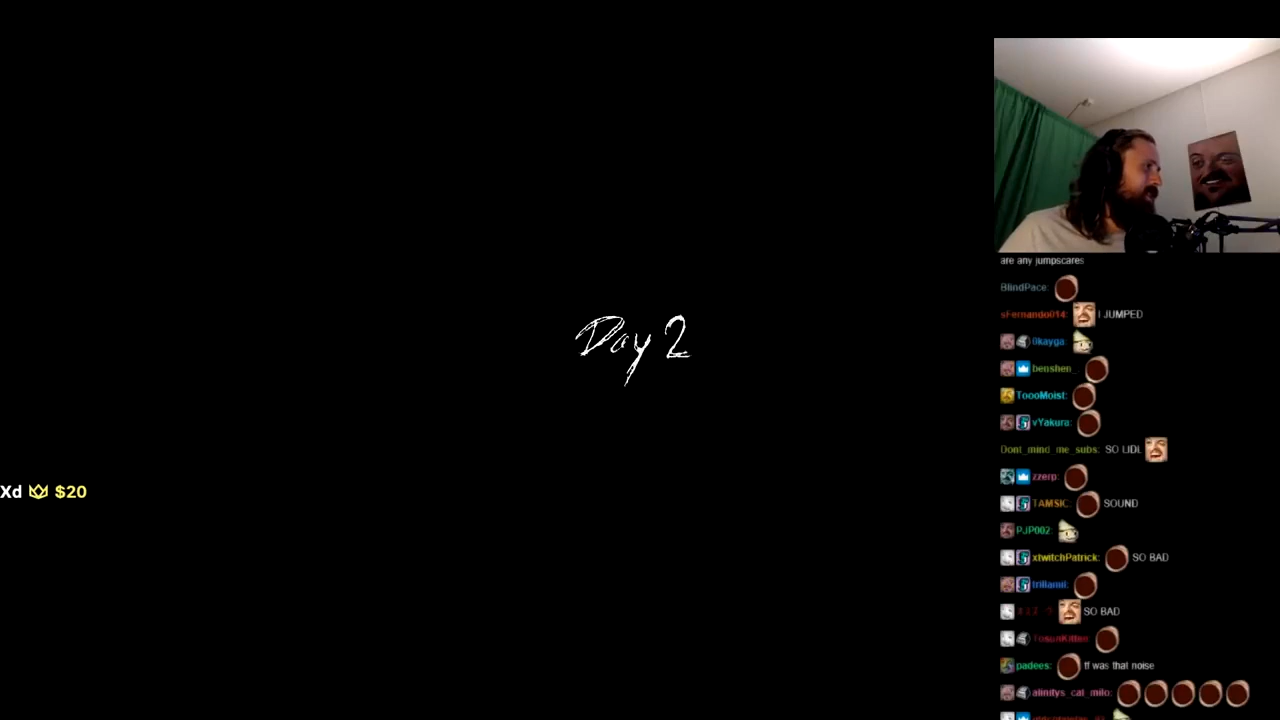 Day 2
Xd $20
are any jumpscares
BlindPace:
sFernando014: I JUMPED
0kayga:
benshen_
ToooMoist:
vYakura:
Dont_mind_me_subs: SO LIDL
zzerp:
TAMSIC: SOUND
PJP002:
xtwitchPatrick: SO BAD
trillamil:
SO BAD
padees: tf was that noise
alinitys_cat_milo: